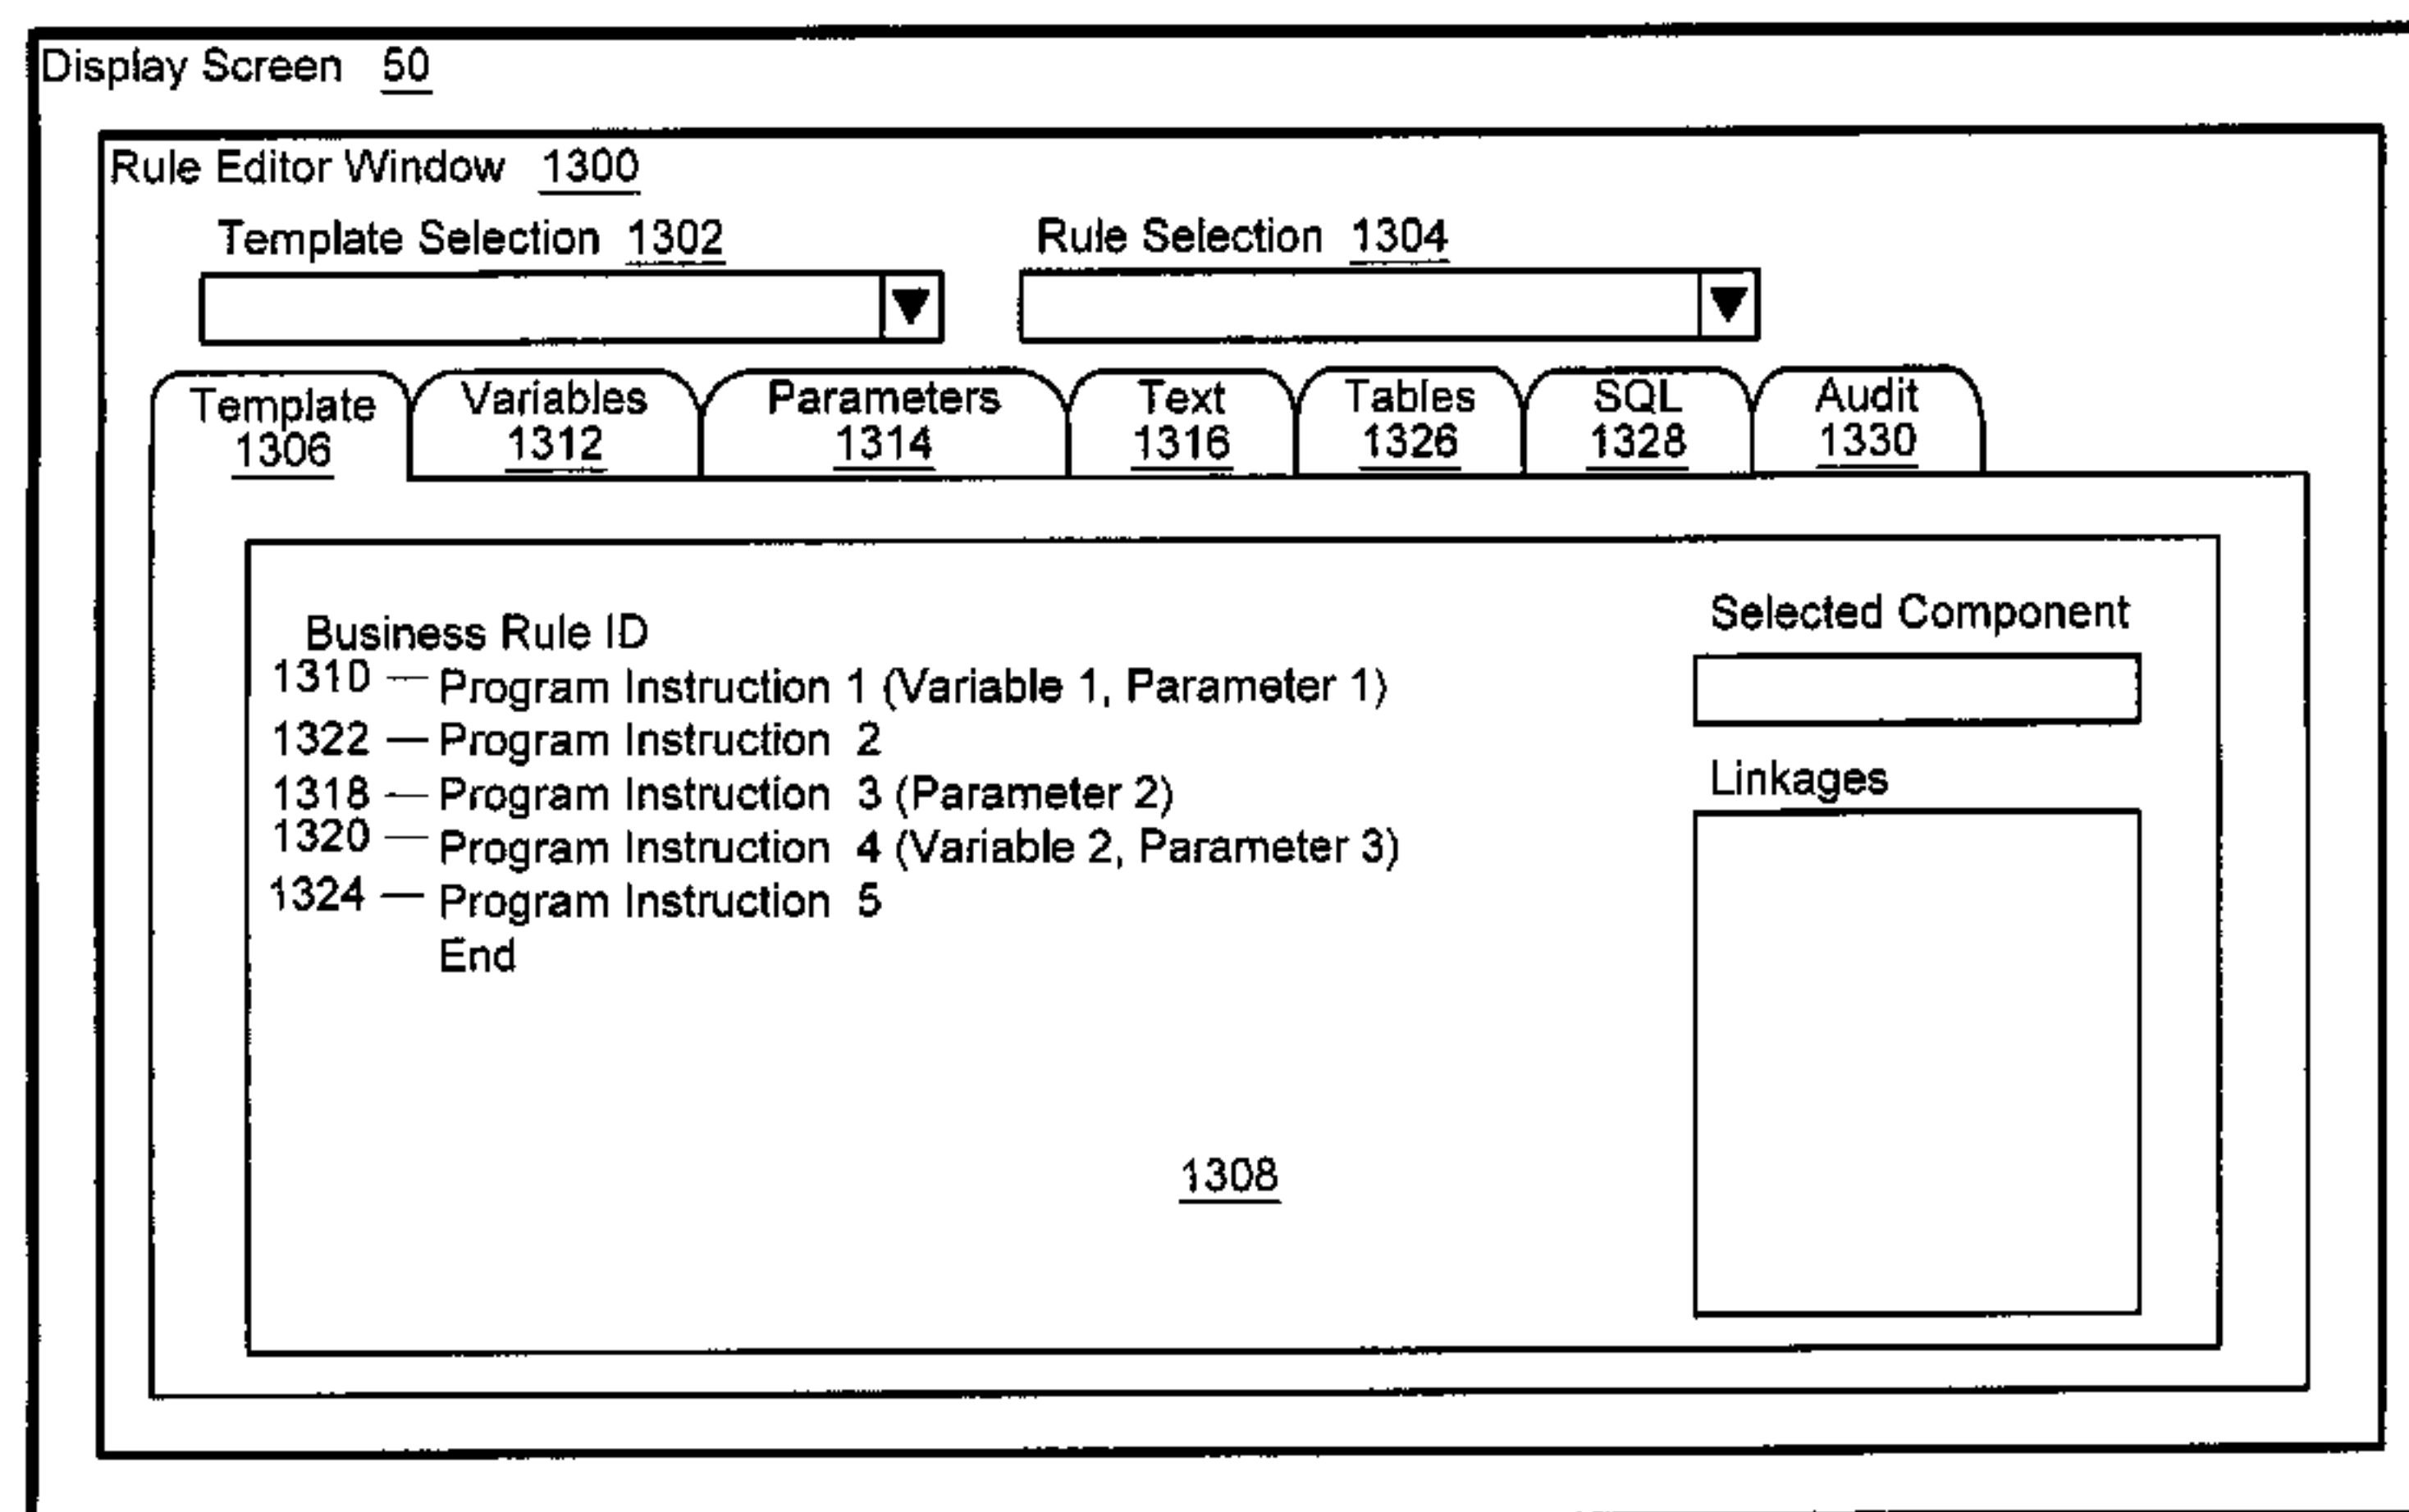 Display Screen 50
Rule Editor Window 1300
Template Selection 1302 Rule Selection 1304
Template Variables Parameters Text Tables SQL Audit
1306 1312 1314 1316 1326 1328 1330
Business Rule ID
1310 — Program Instruction 1 (Variable 1, Parameter 1)
1322 — Program Instruction 2
1318 — Program Instruction 3 (Parameter 2)
1320 — Program Instruction 4 (Variable 2, Parameter 3)
1324 — Program Instruction 5
End
1308
Selected Component
Linkages